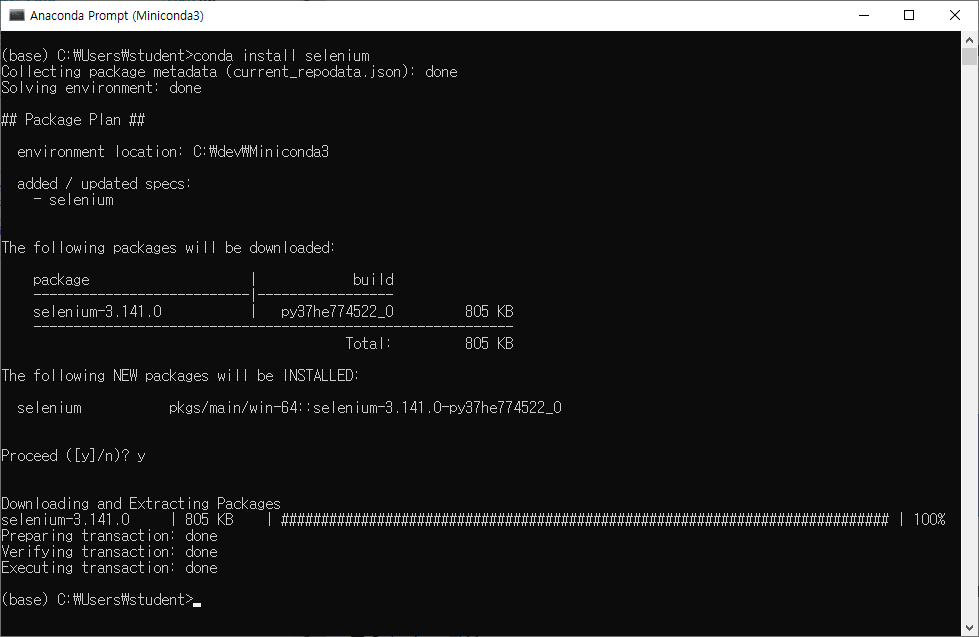 Anaconda Prompt (Miniconda3)
(base) C:₩Users₩student>conda install selenium
Collecting package metadata (current_repodata.json): done
Solving environment: done
## Package Plan ##
environment location: C:₩dev₩Miniconda3
added / updated specs:
- selenium
The following packages will be downloaded:
package | build
---------------------------|-----------------
selenium-3.141.0 | py37he774522_0 805 KB
------------------------------------------------------------
Total: 805 KB
The following NEW packages will be INSTALLED:
selenium pkgs/main/win-64::selenium-3.141.0-py37he774522_0
Proceed ([y]/n)? y
Downloading and Extracting Packages
selenium-3.141.0 | 805 KB | ############################################################################ | 100%
Preparing transaction: done
Verifying transaction: done
Executing transaction: done
(base) C:₩Users₩student>